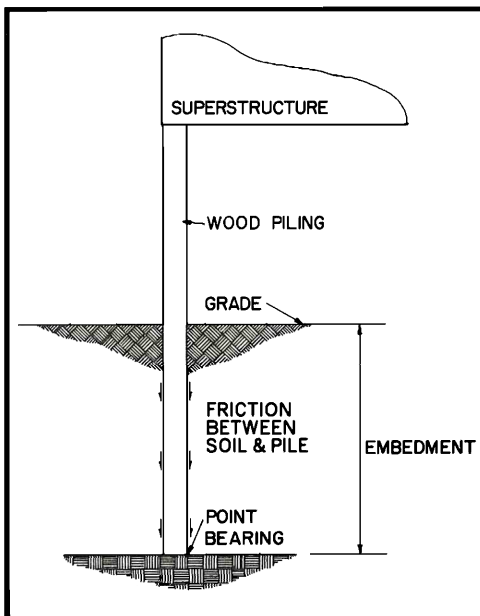 SUPERSTRUCTURE
WOOD PILING
GRADE
FRICTION
BETWEEN
SOIL & PILE
EMBEDMENT
POINT
BEARING